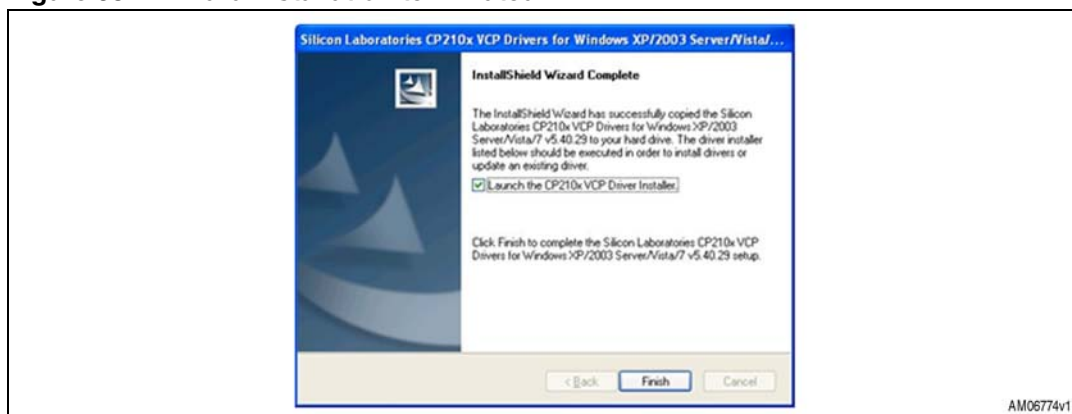 Silicon Laboratories CP210x VCP Drivers for Windows XP/2003 Server/Vista/...
InstallShield Wizard Complete
The InstallShield Wizard has successfully copied the Silicon
Laboratories CP210x VCP Drivers for Windows XP/2003
Server/Vista/7 v5.40.29 to your hard drive. The driver installer
listed below should be executed in order to install drivers or
update an existing driver.
Launch the CP210x VCP Driver Installer.
Click Finish to complete the Silicon Laboratories CP210x VCP
Drivers for Windows XP/2003 Server/Vista/7 v5.40.29 setup.
< Back Finish Cancel
AM06774v1